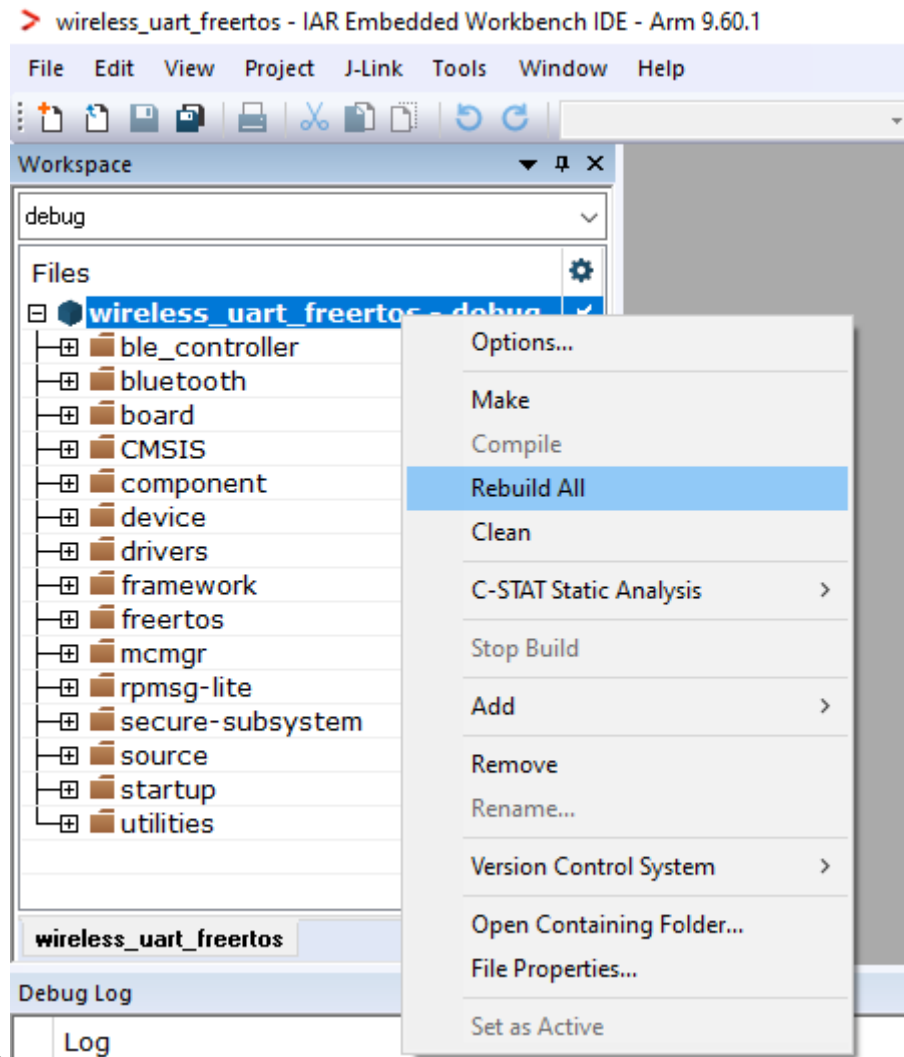 wireless_uart_freertos - IAR Embedded Workbench IDE - Arm 9.60.1
File Edit View Project J-Link Tools Window Help
Workspace
debug
Files
wireless_uart_freertos - debug
ble_controller
bluetooth
board
CMSIS
component
device
drivers
framework
freertos
mcmgr
rpmsg-lite
secure-subsystem
source
startup
utilities
wireless_uart_freertos
Options...
Make
Compile
Rebuild All
Clean
C-STAT Static Analysis
Stop Build
Add
Remove
Rename...
Version Control System
Open Containing Folder...
File Properties...
Set as Active
Debug Log
Log